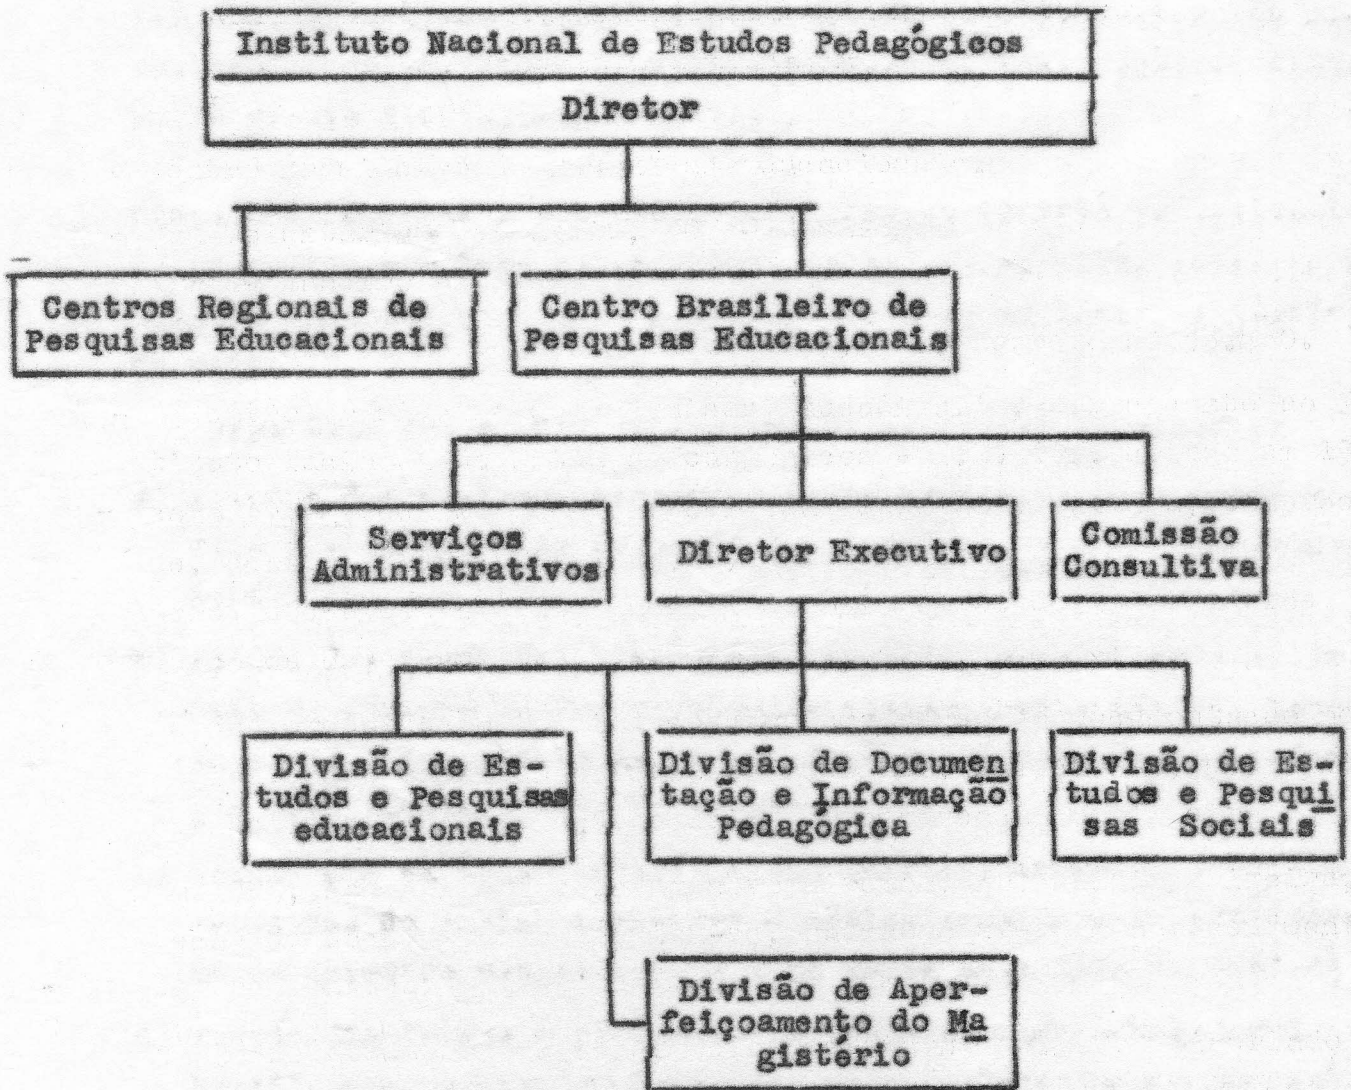 Instituto Nacional de Estudos Pedagógicos
Diretor
Centros Regionais de
Pesquisas Educacionais
Centro Brasileiro de
Pesquisas Educacionais
Serviços
Administrativos
Diretor Executivo
Comissão
Consultiva
Divisão de Es-
tudos e Pesquisas
educacionais
Divisão de Documen
tação e Informação
Pedagógica
Divisão de Es-
tudos e Pesqui
sas Sociais
Divisão de Aper-
feiçoamento do Ma
gistério